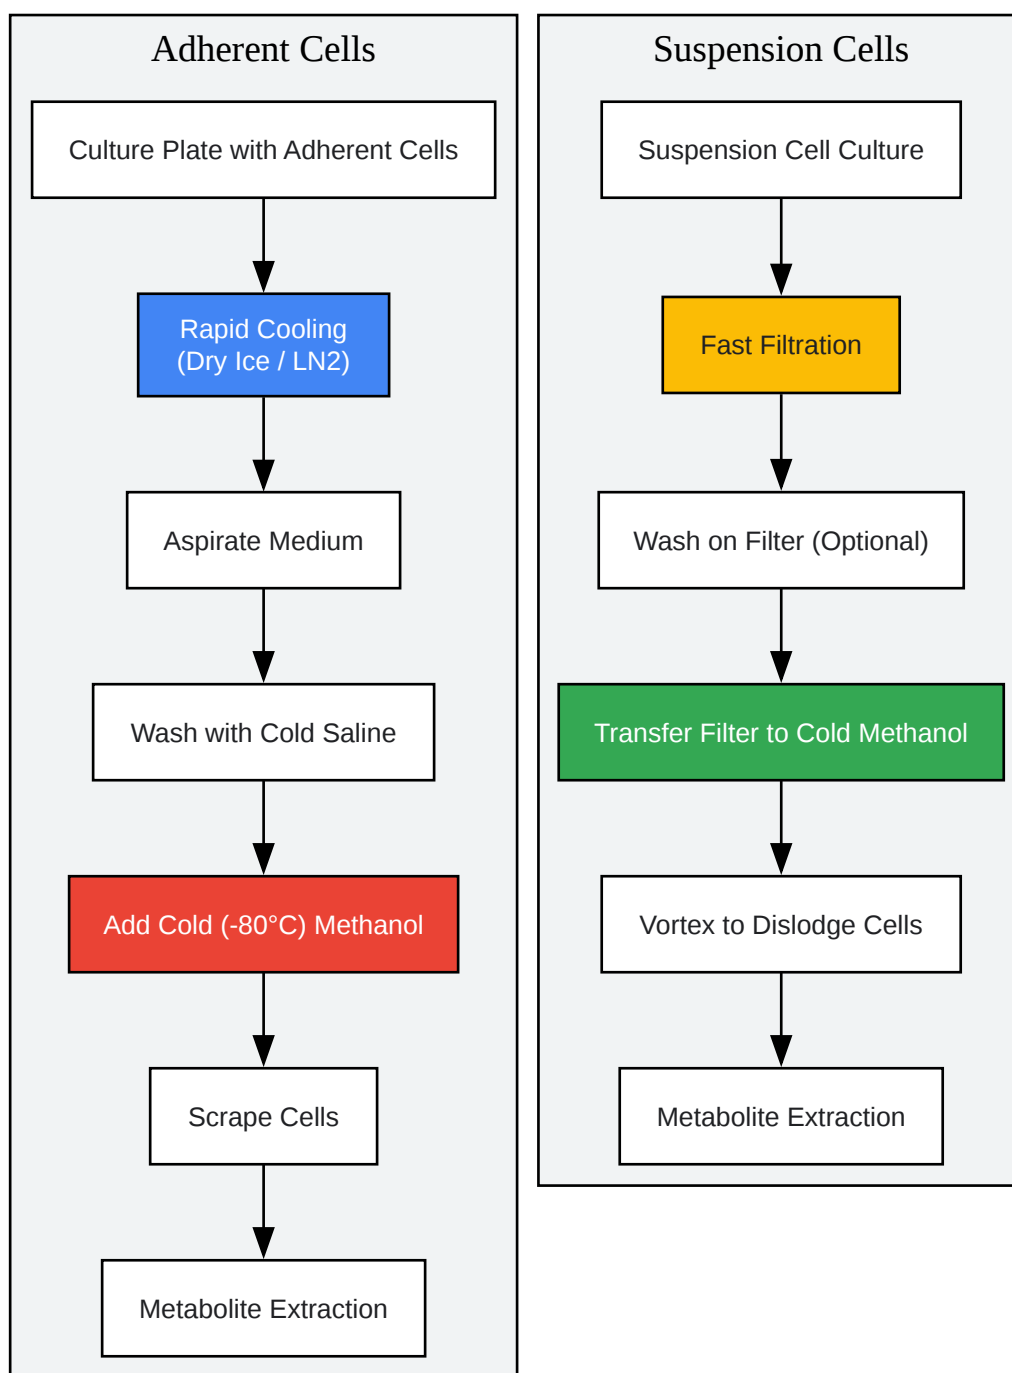 Adherent Cells
Culture Plate with Adherent Cells
Rapid Cooling
(Dry Ice / LN2)
Aspirate Medium
Wash with Cold Saline
Add Cold (-80°C) Methanol
Scrape Cells
Metabolite Extraction
Suspension Cells
Suspension Cell Culture
Fast Filtration
Wash on Filter (Optional)
Transfer Filter to Cold Methanol
Vortex to Dislodge Cells
Metabolite Extraction